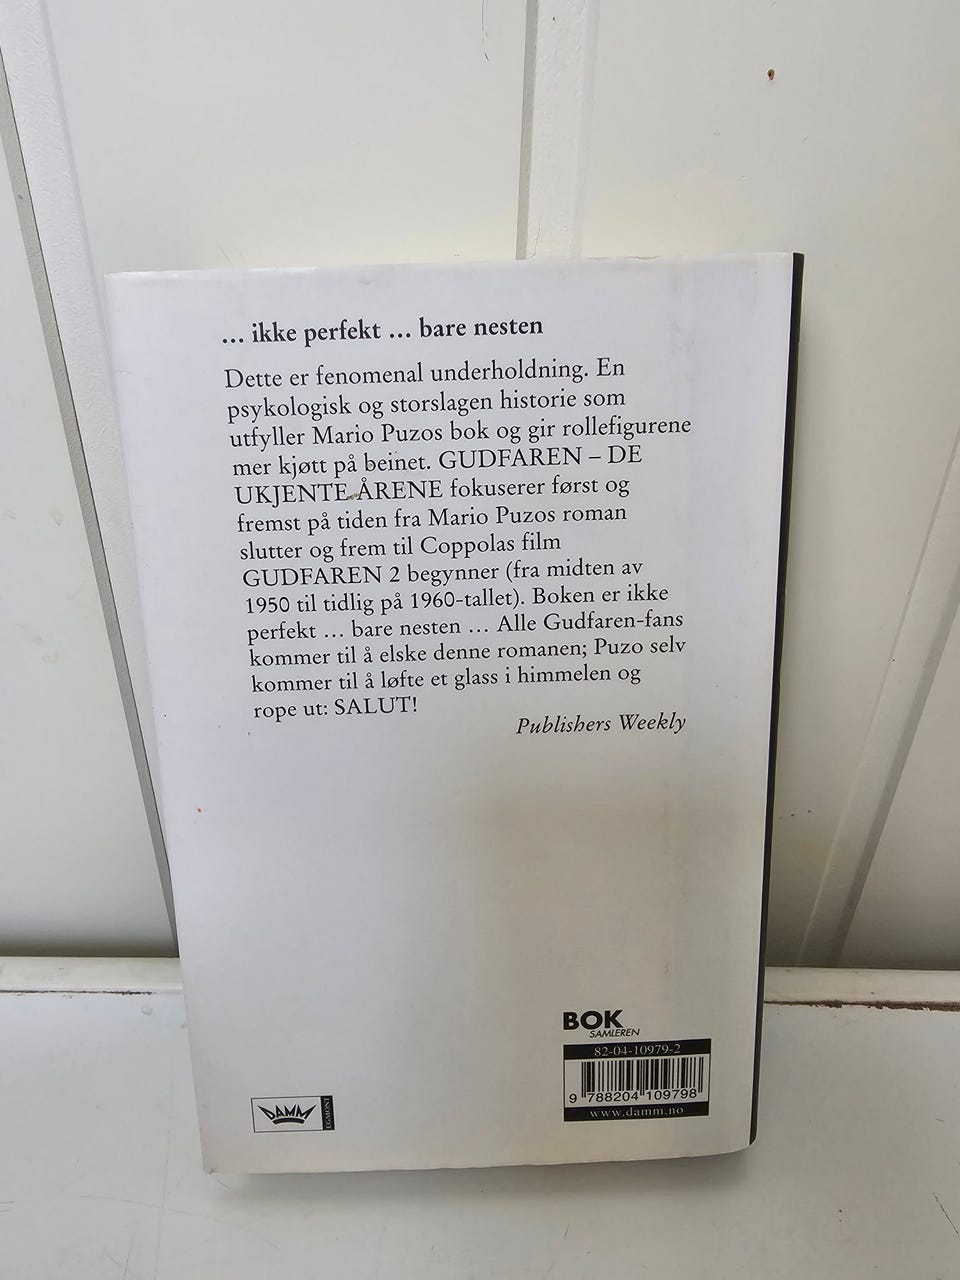 ... ikke perfekt ... bare nesten
Dette er fenomenal underholdning. En
psykologisk og storslagen historie som
utfyller Mario Puzos bok og gir rollefigurene
mer kjøtt på beinet. GUDFAREN – DE
UKJENTE ÅRENE fokuserer først og
fremst på tiden fra Mario Puzos roman
slutter og frem til Coppolas film
GUDFAREN 2 begynner (fra midten av
1950 til tidlig på 1960-tallet). Boken er ikke
perfekt ... bare nesten ... Alle Gudfaren-fans
kommer til å elske denne romanen; Puzo selv
kommer til å løfte et glass i himmelen og
rope ut: SALUT!
Publishers Weekly
BOK
SAMLEREN
82-04-10979-2
9 788204 109798
www.damm.no
DAMM
EGMONT